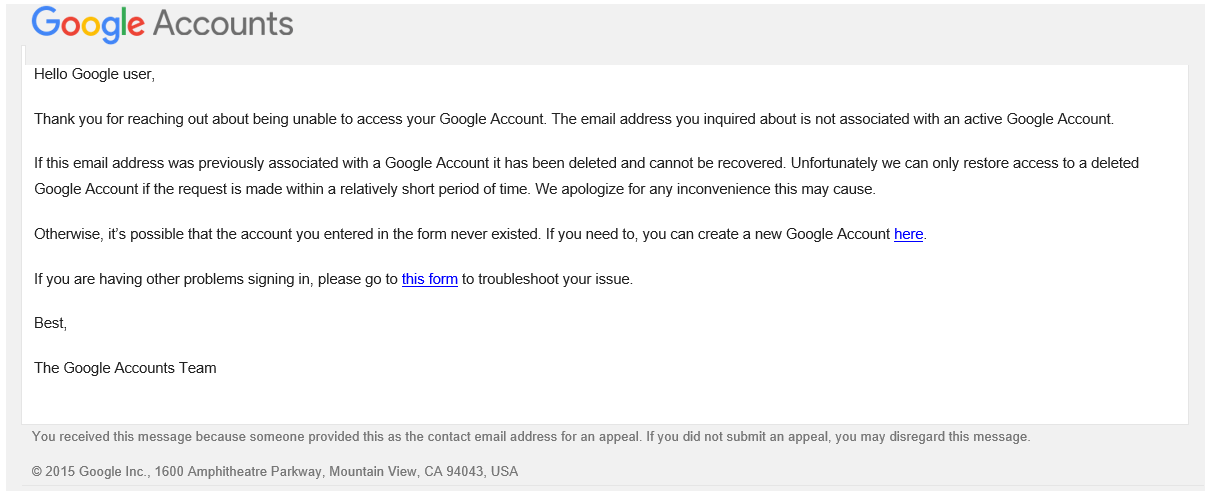 Google Accounts
Hello Google user,
Thank you for reaching out about being unable to access your Google Account. The email address you inquired about is not associated with an active Google Account.
If this email address was previously associated with a Google Account it has been deleted and cannot be recovered. Unfortunately we can only restore access to a deleted
Google Account if the request is made within a relatively short period of time. We apologize for any inconvenience this may cause.
Otherwise, it’s possible that the account you entered in the form never existed. If you need to, you can create a new Google Account here.
If you are having other problems signing in, please go to this form to troubleshoot your issue.
Best,
The Google Accounts Team
You received this message because someone provided this as the contact email address for an appeal. If you did not submit an appeal, you may disregard this message.
© 2015 Google Inc., 1600 Amphitheatre Parkway, Mountain View, CA 94043, USA